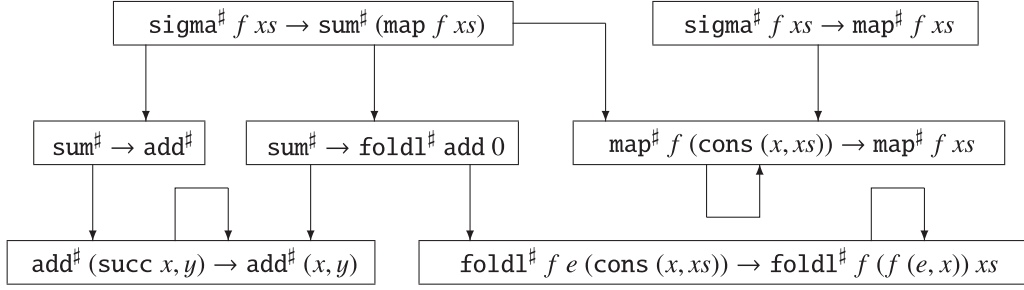 sigma♯ f xs → sum♯ (map f xs)
sigma♯ f xs → map♯ f xs
sum♯ → add♯
sum♯ → foldl♯ add 0
map♯ f (cons (x, xs)) → map♯ f xs
add♯ (succ x, y) → add♯ (x, y)
foldl♯ f e (cons (x, xs)) → foldl♯ f (f (e, x)) xs